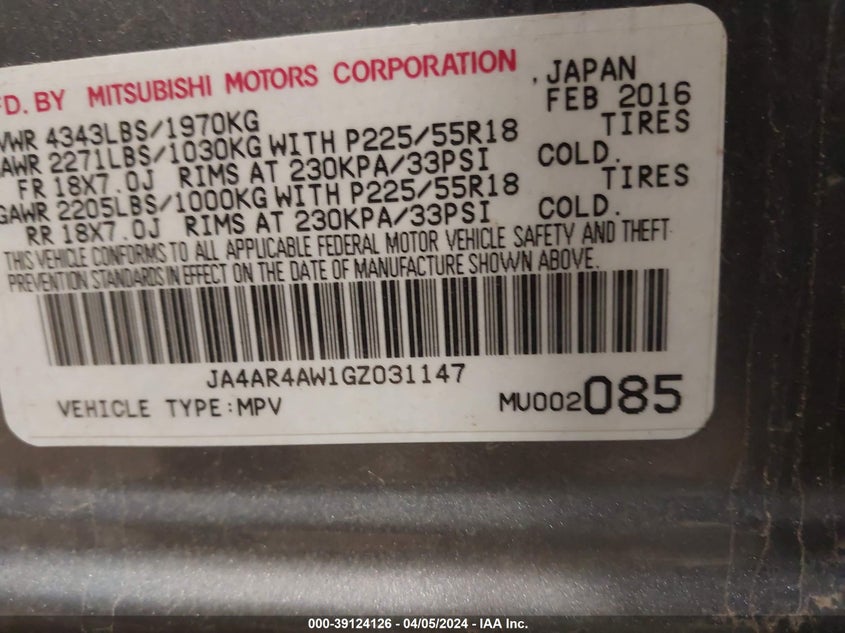 FD. BY MITSUBISHI MOTORS CORPORATION , JAPAN
FEB 2016
VWR 4343LBS/1970KG
AWR 2271LBS/1030KG WITH P225/55R18 TIRES
FR 18X7.0J RIMS AT 230KPA/33PSI COLD.
GAWR 2205LBS/1000KG WITH P225/55R18 TIRES
RR 18X7.0J RIMS AT 230KPA/33PSI COLD.
THIS VEHICLE CONFORMS TO ALL APPLICABLE FEDERAL MOTOR VEHICLE SAFETY AND THEFT
PREVENTION STANDARDS IN EFFECT ON THE DATE OF MANUFACTURE SHOWN ABOVE.
JA4AR4AW1GZ031147
VEHICLE TYPE:MPV MU002085
000-39124126 - 04/05/2024 - IAA Inc.